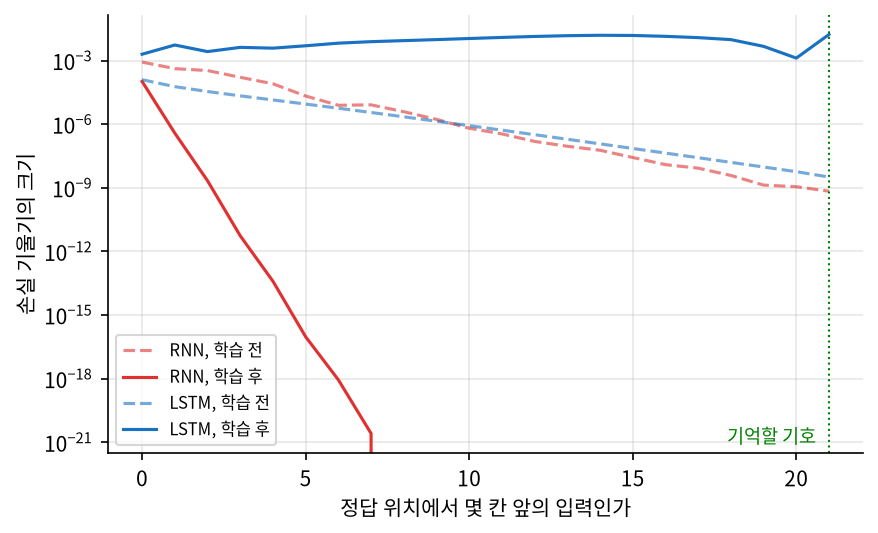 손실 기울기의 크기
10⁻³
10⁻⁶
10⁻⁹
10⁻¹²
10⁻¹⁵
10⁻¹⁸
10⁻²¹
RNN, 학습 전
RNN, 학습 후
LSTM, 학습 전
LSTM, 학습 후
기억할 기호
0 5 10 15 20
정답 위치에서 몇 칸 앞의 입력인가